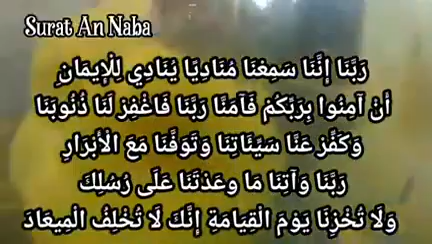 Surat An Naba
رَبَّنَا إِنَّنَا سَمِعْنَا مُنَادِيًا يُنَادِي لِلْإِيمَانِ
أَنْ آمِنُوا بِرَبِّكُمْ فَآمَنَّا رَبَّنَا فَاغْفِرْ لَنَا ذُنُوبَنَا
وَكَفِّرْ عَنَّا سَيِّئَاتِنَا وَتَوَفَّنَا مَعَ الْأَبْرَارِ
رَبَّنَا وَآتِنَا مَا وَعَدْتَنَا عَلَى رُسُلِكَ
وَلَا تُخْزِنَا يَوْمَ الْقِيَامَةِ إِنَّكَ لَا تُخْلِفُ الْمِيعَادَ